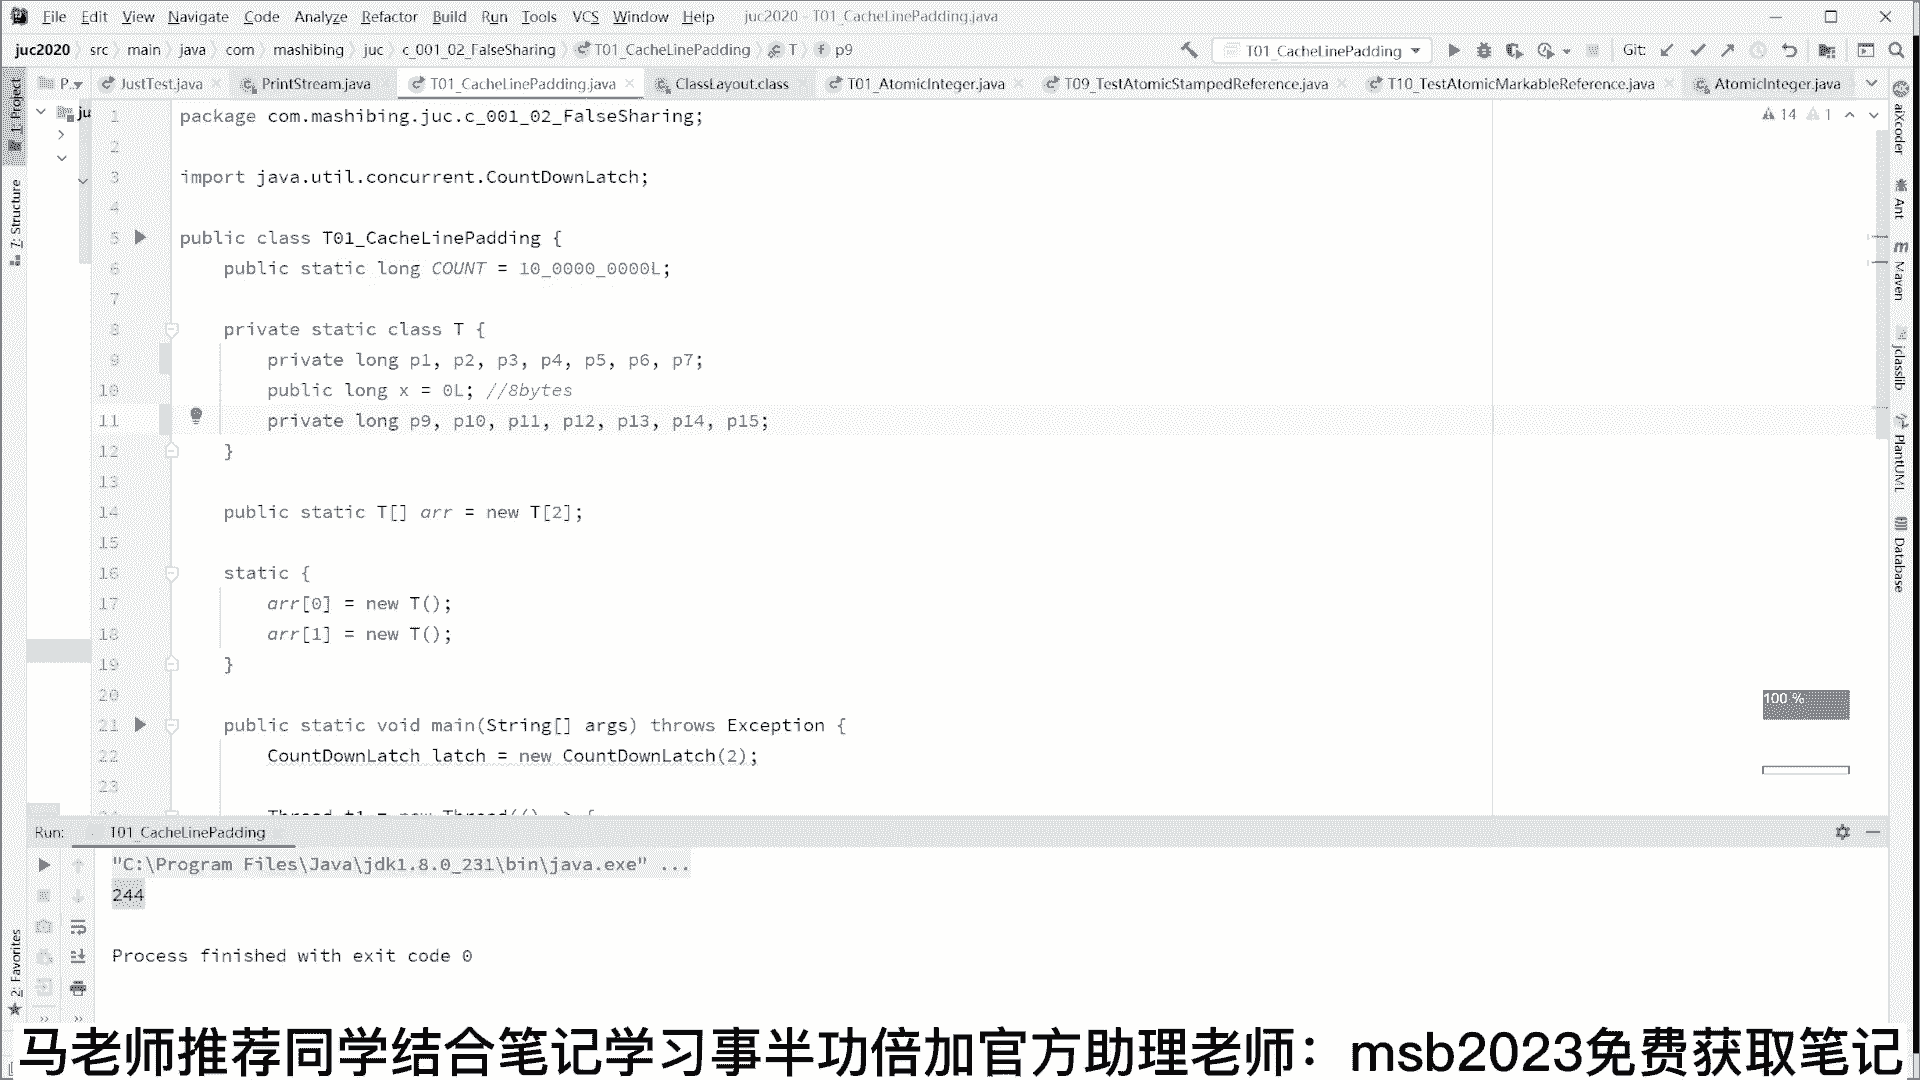 File Edit View Navigate Code Analyze Refactor Build Run Tools VCS Window Help juc2020 - T01_CacheLinePadding.java
juc2020 src main java com mashibing juc c_001_02_FalseSharing T01_CacheLinePadding T p9 T01_CacheLinePadding Git:
P... JustTest.java PrintStream.java T01_CacheLinePadding.java ClassLayout.class T01_AtomicInteger.java T09_TestAtomicStampedReference.java T10_TestAtomicMarkableReference.java AtomicInteger.java
1: Project
7: Structure
2: Favorites
ju
14 1
1 package com.mashibing.juc.c_001_02_FalseSharing;
2
3 import java.util.concurrent.CountDownLatch;
4
5 public class T01_CacheLinePadding {
6 public static long COUNT = 10_0000_0000L;
7
8 private static class T {
9 private long p1, p2, p3, p4, p5, p6, p7;
10 public long x = 0L; //8bytes
11 private long p9, p10, p11, p12, p13, p14, p15;
12 }
13
14 public static T[] arr = new T[2];
15
16 static {
17 arr[0] = new T();
18 arr[1] = new T();
19 }
20
21 public static void main(String[] args) throws Exception {
22 CountDownLatch latch = new CountDownLatch(2);
23
Thread t1 = new Thread(() -> {
100 %
aiXcoder
Ant
Maven
jclasslib
PlantUML
Database
Run: T01_CacheLinePadding
"C:\Program Files\Java\jdk1.8.0_231\bin\java.exe" ...
244
Process finished with exit code 0
马老师推荐同学结合笔记学习事半功倍加官方助理老师：msb2023免费获取笔记